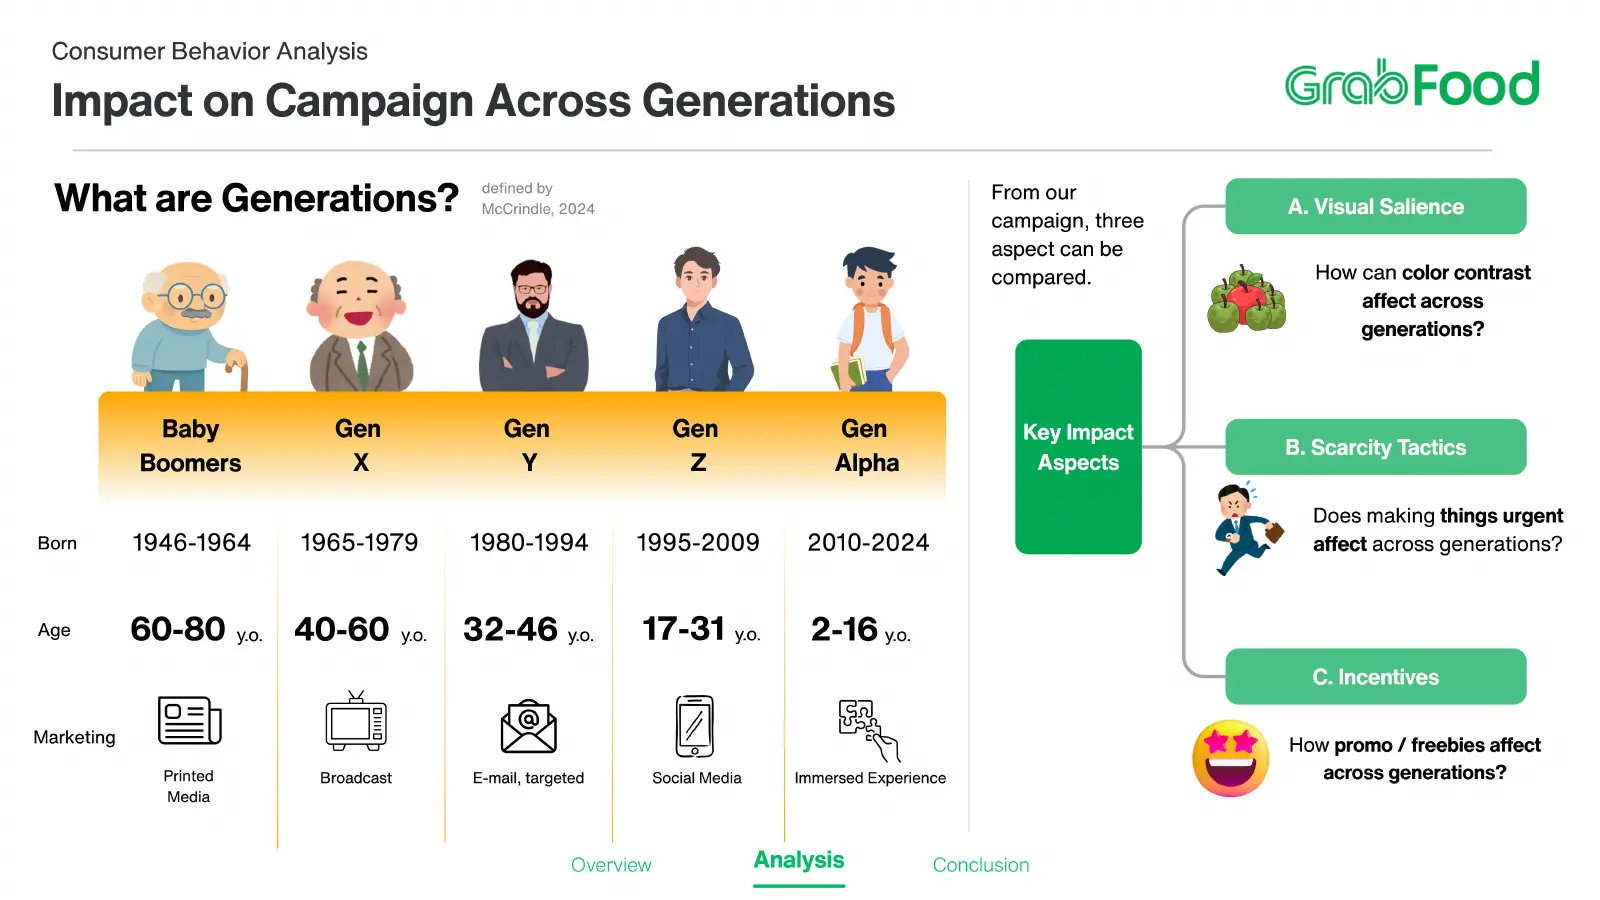 Consumer Behavior Analysis
Impact on Campaign Across Generations
GrabFood
What are Generations?
defined by
McCrindle, 2024
Baby
Boomers
Gen
X
Gen
Y
Gen
Z
Gen
Alpha
Born
1946-1964
1965-1979
1980-1994
1995-2009
2010-2024
Age
60-80 y.o.
40-60 y.o.
32-46 y.o.
17-31 y.o.
2-16 y.o.
Marketing
Printed
Media
Broadcast
E-mail, targeted
Social Media
Immersed Experience
From our
campaign, three
aspect can be
compared.
Key Impact
Aspects
A. Visual Salience
How can color contrast
affect across
generations?
B. Scarcity Tactics
Does making things urgent
affect across generations?
C. Incentives
How promo / freebies affect
across generations?
Overview
Analysis
Conclusion